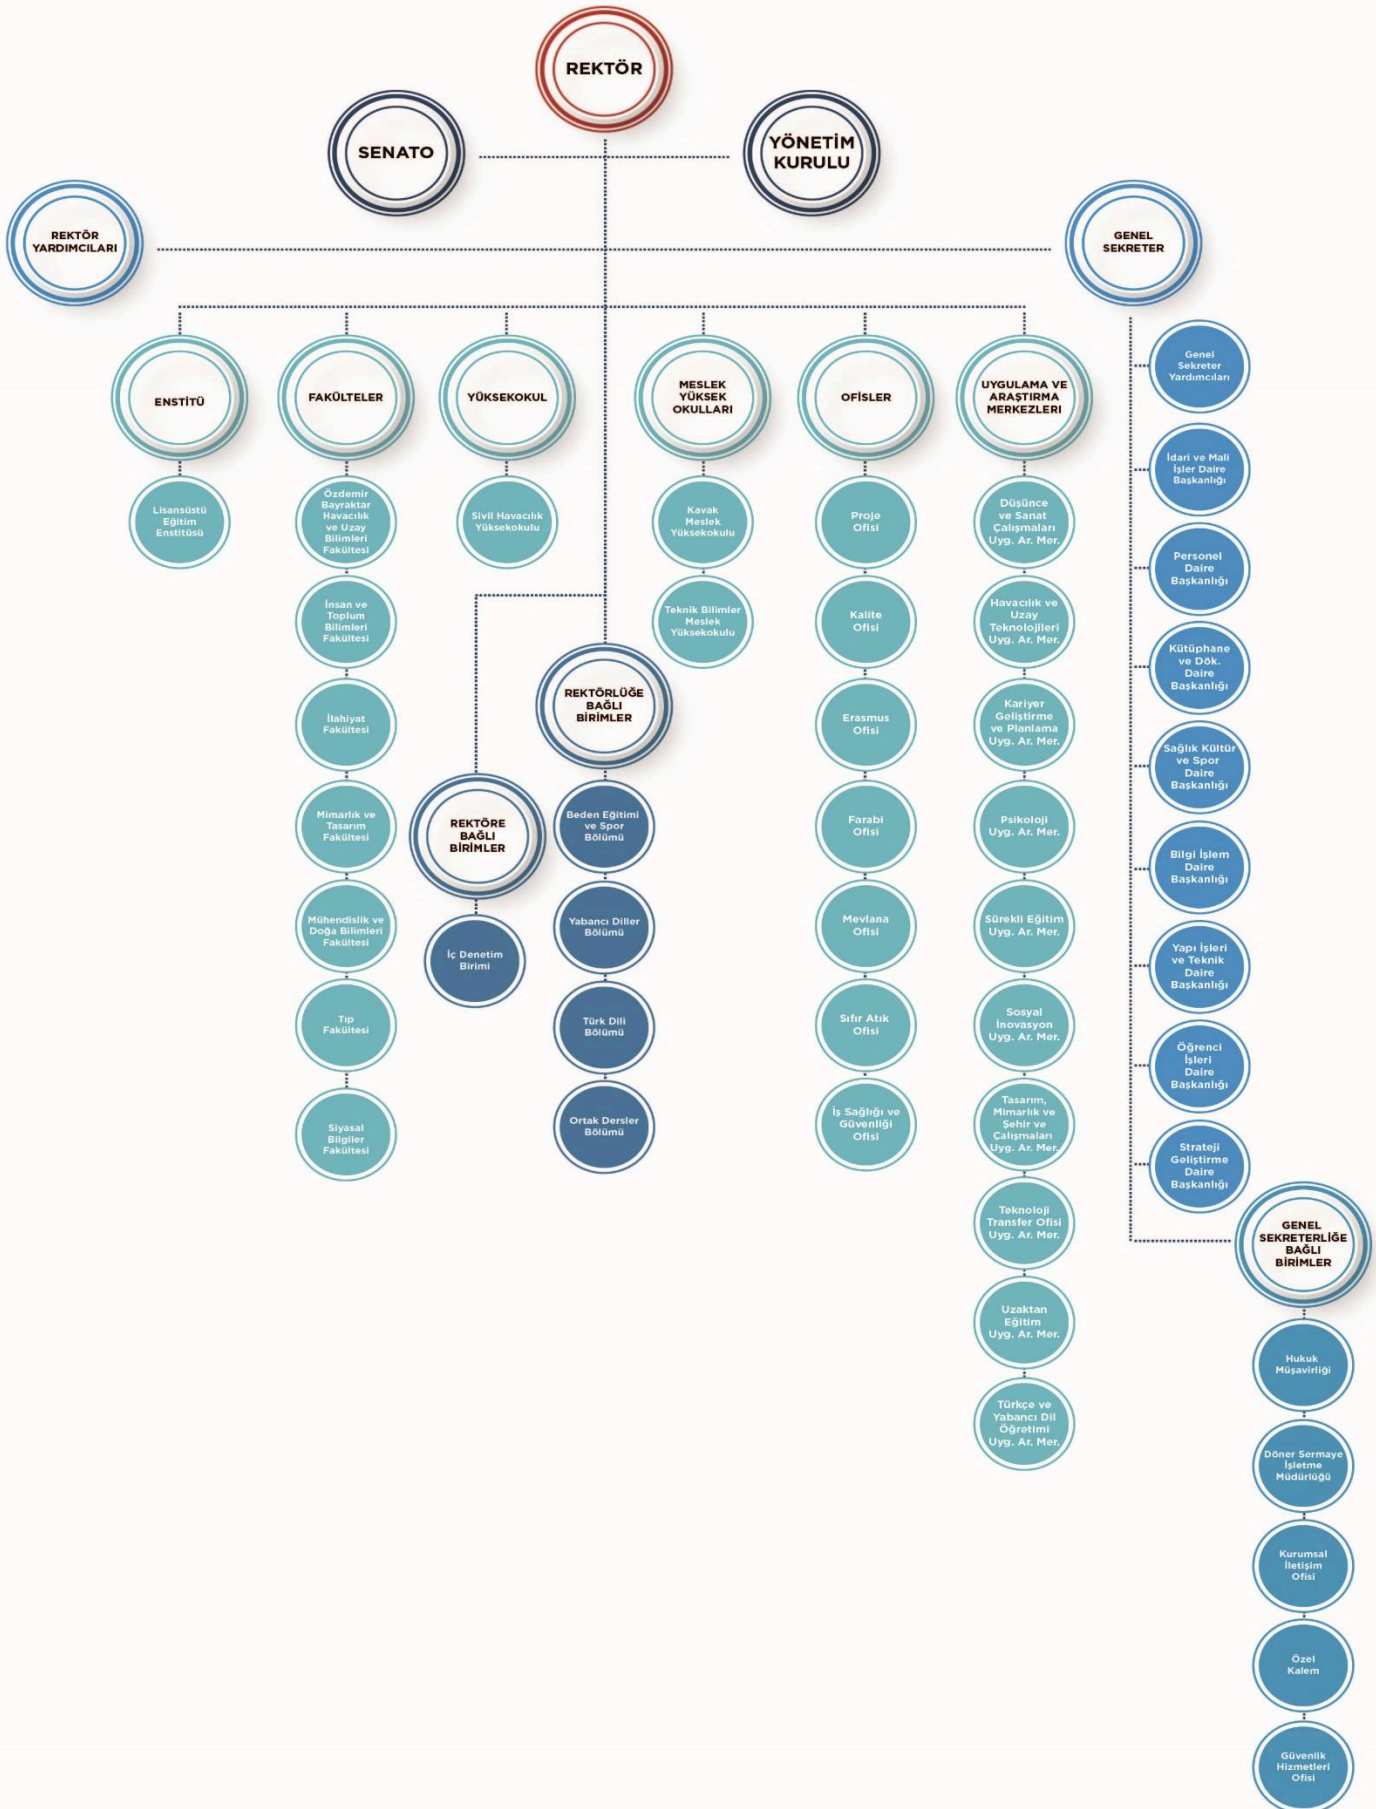 REKTÖR
SENATO
YÖNETİM
KURULU
REKTÖR
YARDIMCILARI
GENEL
SEKRETER
ENSTİTÜ
Lisansüstü
Eğitim
Enstitüsü
FAKÜLTELER
Özdemir
Bayraktar
Havacılık
ve Uzay
Bilimleri
Fakültesi
İnsan ve
Toplum
Bilimleri
Fakültesi
İlahiyat
Fakültesi
Mimarlık ve
Tasarım
Fakültesi
Mühendislik ve
Doğa Bilimleri
Fakültesi
Tıp
Fakültesi
Siyasal
Bilgiler
Fakültesi
YÜKSEKOKUL
Sivil Havacılık
Yüksekokulu
REKTÖRE
BAĞLI
BİRİMLER
İç Denetim
Birimi
REKTÖRLÜĞE
BAĞLI
BİRİMLER
Beden Eğitimi
ve Spor
Bölümü
Yabancı Diller
Bölümü
Türk Dili
Bölümü
Ortak Dersler
Bölümü
MESLEK
YÜKSEK
OKULLARI
Kavak
Meslek
Yüksekokulu
Teknik Bilimler
Meslek
Yüksekokulu
OFİSLER
Proje
Ofisi
Kalite
Ofisi
Erasmus
Ofisi
Farabi
Ofisi
Mevlana
Ofisi
Sıfır Atık
Ofisi
İş Sağlığı ve
Güvenliği
Ofisi
UYGULAMA VE
ARAŞTIRMA
MERKEZLERI
Düşünce
ve Sanat
Çalışmaları
Uyg. Ar. Mer.
Havacılık ve
Uzay
Teknolojileri
Uyg. Ar. Mer.
Kariyer
Geliştirme
ve Planlama
Uyg. Ar. Mer.
Psikoloji
Uyg. Ar. Mer.
Sürekli Eğitim
Uyg. Ar. Mer.
Sosyal
İnovasyon
Uyg. Ar. Mer.
Tasarım,
Mimarlık ve
Şehir ve
Çalışmaları
Uyg. Ar. Mer.
Teknoloji
Transfer Ofisi
Uyg. Ar. Mer.
Uzaktan
Eğitim
Uyg. Ar. Mer.
Türkçe ve
Yabancı Dil
Öğretimi
Uyg. Ar. Mer.
Genel
Sekreter
Yardımcıları
İdari ve Mali
İşler Daire
Başkanlığı
Personel
Daire
Başkanlığı
Kütüphane
ve Dök.
Daire
Başkanlığı
Sağlık Kültür
ve Spor
Daire
Başkanlığı
Bilgi İşlem
Daire
Başkanlığı
Yapı İşleri
ve Teknik
Daire
Başkanlığı
Öğrenci
İşleri
Daire
Başkanlığı
Strateji
Geliştirme
Daire
Başkanlığı
GENEL
SEKRETERLİĞE
BAĞLI
BİRİMLER
Hukuk
Müşavirliği
Döner Sermaye
İşletme
Müdürlüğü
Kurumsal
İletişim
Ofisi
Özel
Kalem
Güvenlik
Hizmetleri
Ofisi